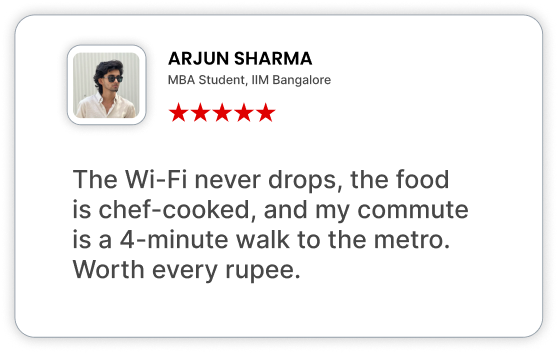 ARJUN SHARMA
MBA Student, IIM Bangalore
The Wi-Fi never drops, the food
is chef-cooked, and my commute
is a 4-minute walk to the metro.
Worth every rupee.